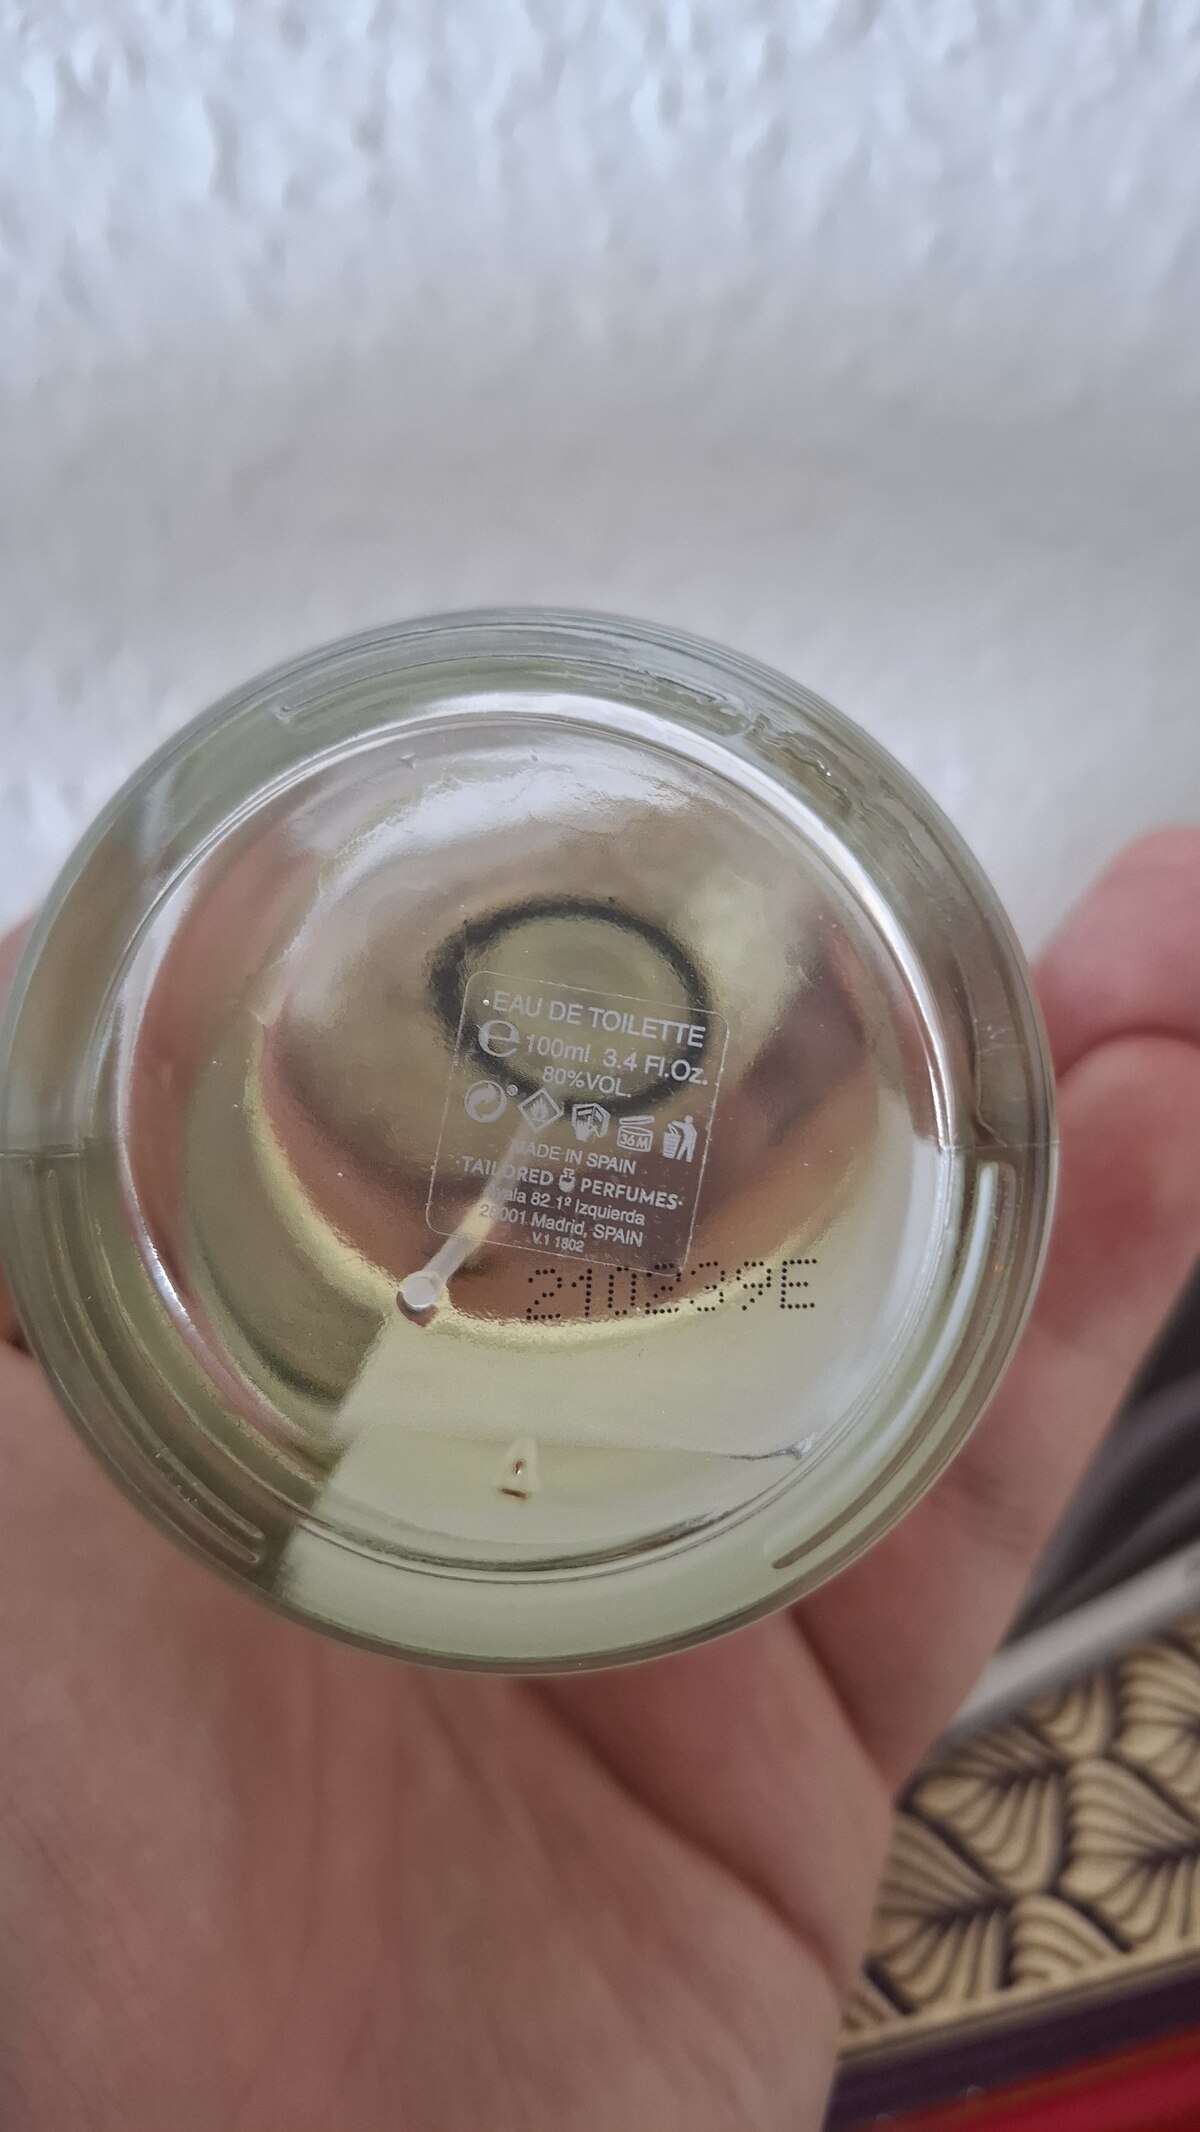 EAU DE TOILETTE
e 100ml 3.4 Fl.Oz.
80%VOL.
36M
MADE IN SPAIN
TAILORED PERFUMES
82 1º Izquierda
28001 Madrid, SPAIN
V.1 1802
210239E